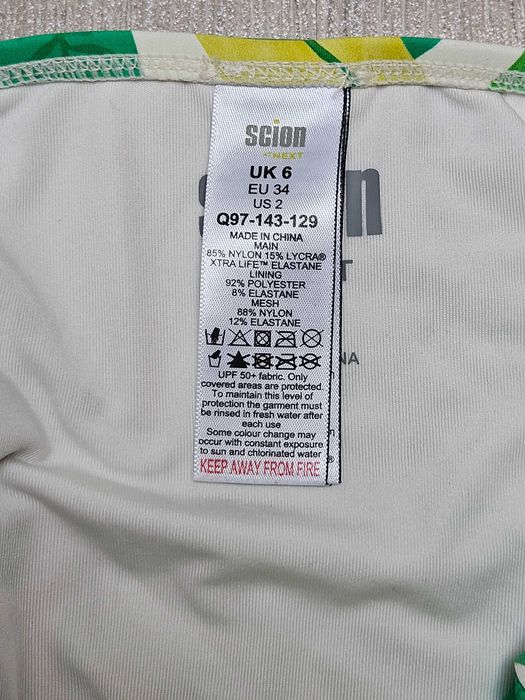 scion
AT NEXT
UK 6
EU 34
US 2
Q97-143-129
MADE IN CHINA
MAIN
85% NYLON 15% LYCRA®
XTRA LIFE™ ELASTANE
LINING
92% POLYESTER
8% ELASTANE
MESH
88% NYLON
12% ELASTANE
UPF 50+ fabric. Only
covered areas are protected.
To maintain this level of
protection the garment must
be rinsed in fresh water after
each use
Some colour change may
occur with constant exposure
to sun and chlorinated water
KEEP AWAY FROM FIRE